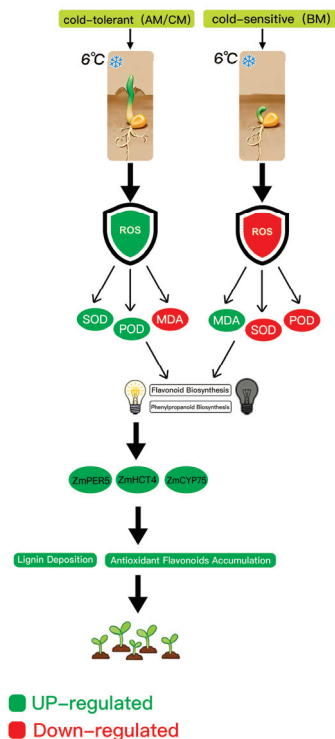 cold-tolerant (AM/CM)
cold-sensitive (BM)
6℃
6℃
ROS
ROS
SOD
POD
MDA
MDA
SOD
POD
Flavonoid Biosynthesis
Phenylpropanoid Biosynthesis
ZmPER5
ZmHCT4
ZmCYP75
Lignin Deposition
Antioxidant Flavonoids Accumulation
UP-regulated
Down-regulated